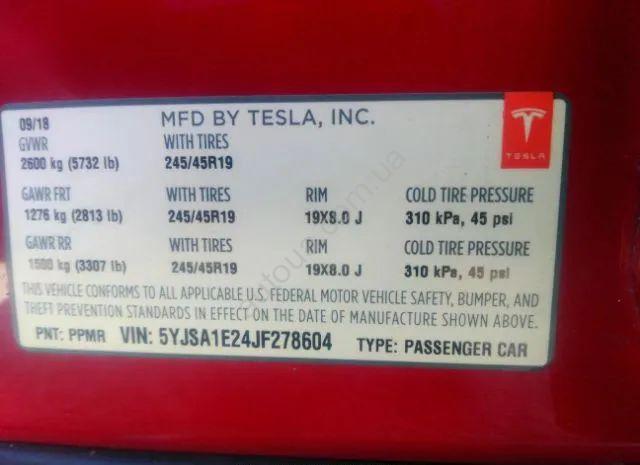 09/18 MFD BY TESLA, INC.
GVWR WITH TIRES
2600 kg (5732 lb) 245/45R19
TESLA
GAWR FRT WITH TIRES RIM COLD TIRE PRESSURE
1276 kg (2813 lb) 245/45R19 19X8.0 J 310 kPa, 45 psi
GAWR RR WITH TIRES RIM COLD TIRE PRESSURE
1500 kg (3307 lb) 245/45R19 19X8.0 J 310 kPa, 45 psi
THIS VEHICLE CONFORMS TO ALL APPLICABLE U.S. FEDERAL MOTOR VEHICLE SAFETY, BUMPER, AND
THEFT PREVENTION STANDARDS IN EFFECT ON THE DATE OF MANUFACTURE SHOWN ABOVE.
PNT: PPMR VIN: 5YJSA1E24JF278604 TYPE: PASSENGER CAR
autoua.com.ua